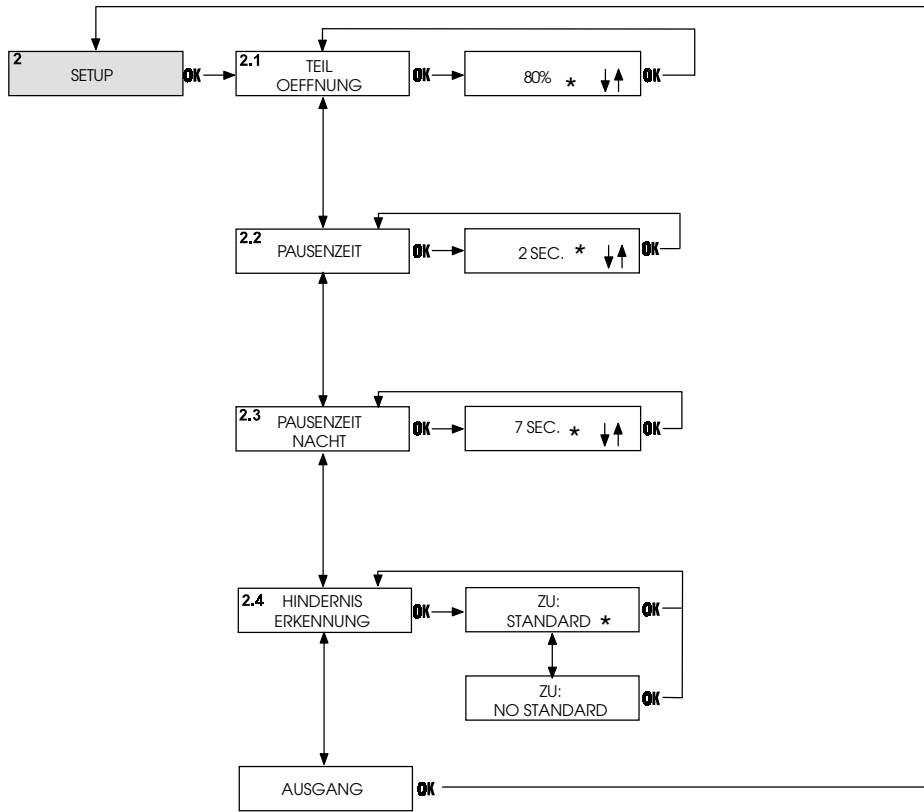 2
SETUP
OK
2.1
TEIL
OEFFNUNG
OK
80% *
OK
2.2
PAUSENZEIT
OK
2 SEC. *
OK
2.3
PAUSENZEIT
NACHT
OK
7 SEC. *
OK
2.4
HINDERNIS
ERKENNUNG
OK
ZU:
STANDARD *
OK
ZU:
NO STANDARD
OK
AUSGANG
OK